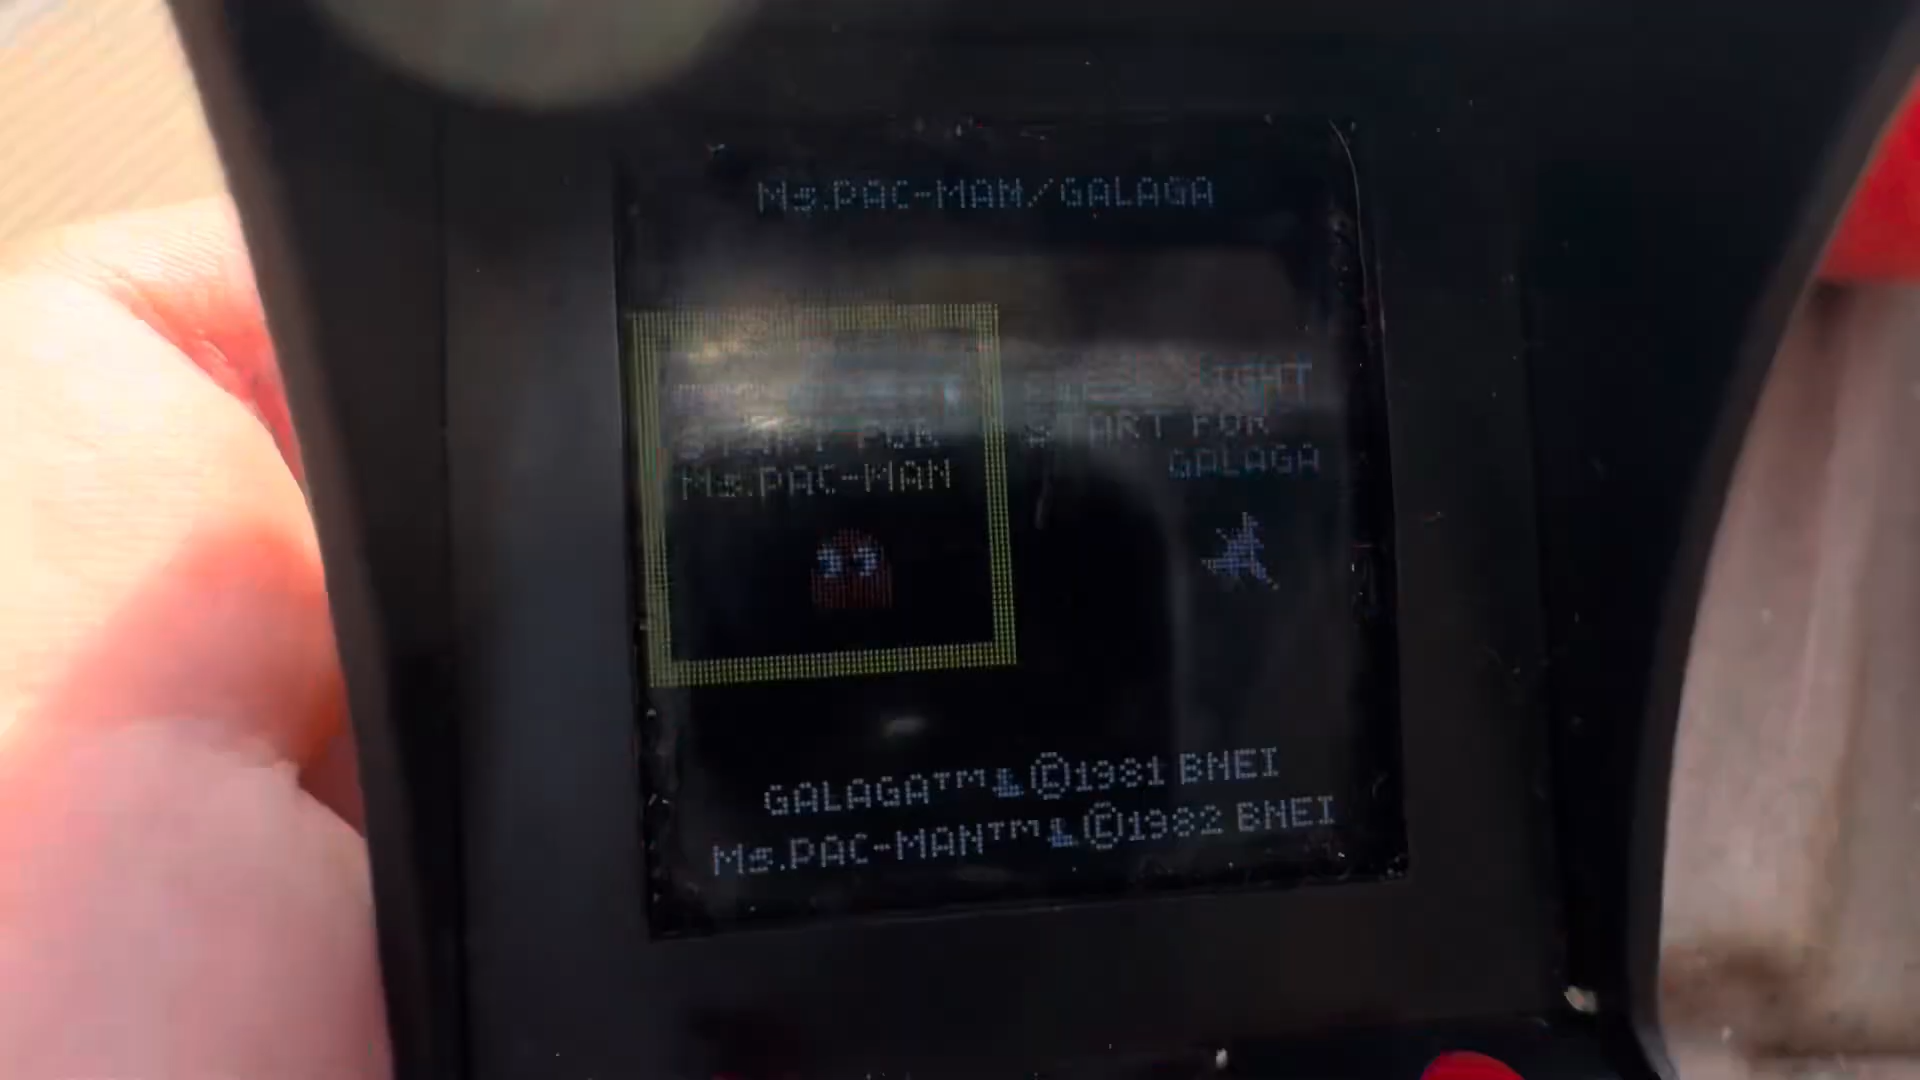 Ms.PAC-MAN/GALAGA
START FOR
Ms.PAC-MAN
RIGHT
START FOR
GALAGA
GALAGA™&©1981 BNEI
Ms.PAC-MAN™&©1982 BNEI